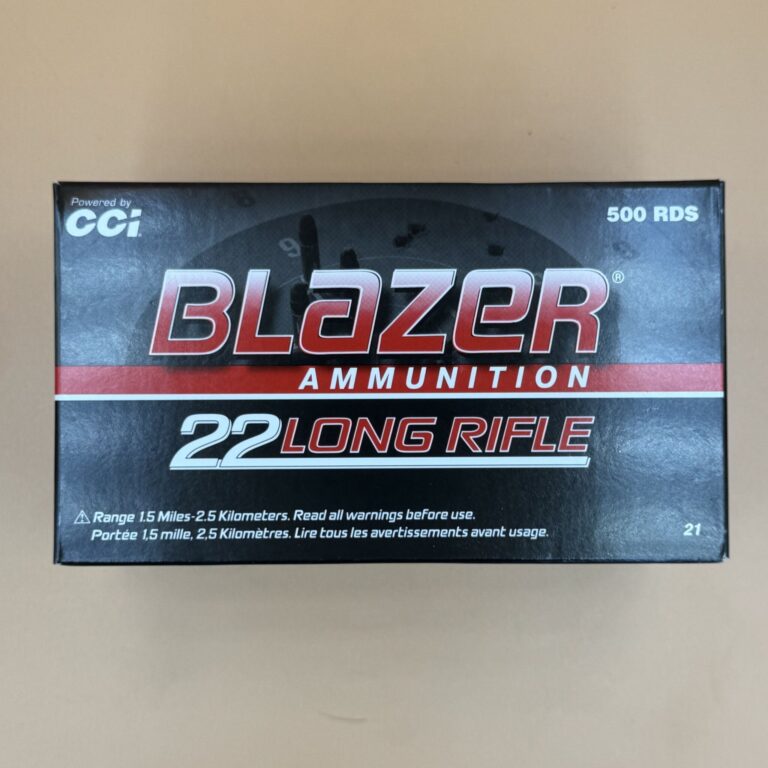 Powered by
CCI
500 RDS
9
BLazeR®
AMMUNITION
22 LONG RIFLE
⚠ Range 1.5 Miles-2.5 Kilometers. Read all warnings before use.
Portée 1,5 mille, 2,5 Kilomètres. Lire tous les avertissements avant usage.
21